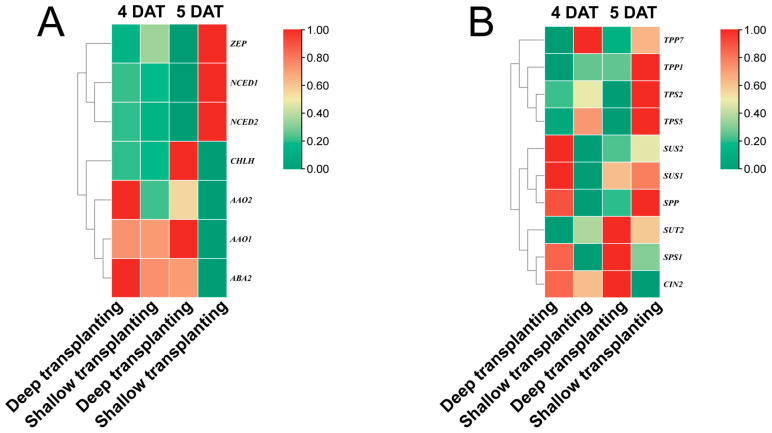 A
4 DAT 5 DAT
ZEP
NCED1
NCED2
CHLH
AAO2
AAO1
ABA2
1.00
0.80
0.60
0.40
0.20
0.00
Deep transplanting
Shallow transplanting
Deep transplanting
Shallow transplanting
B
4 DAT 5 DAT
TPP7
TPP1
TPS2
TPS5
SUS2
SUS1
SPP
SUT2
SPS1
CIN2
1.00
0.80
0.60
0.40
0.20
0.00
Deep transplanting
Shallow transplanting
Deep transplanting
Shallow transplanting